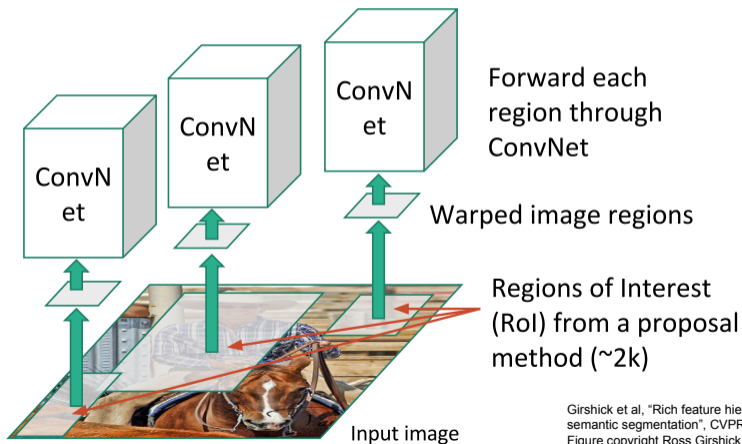 ConvN
et
ConvN
et
ConvN
et
Forward each
region through
ConvNet
Warped image regions
Regions of Interest
(RoI) from a proposal
method (~2k)
Input image
Girshick et al, “Rich feature hie
semantic segmentation”, CVPR
Figure copyright Ross Girshick